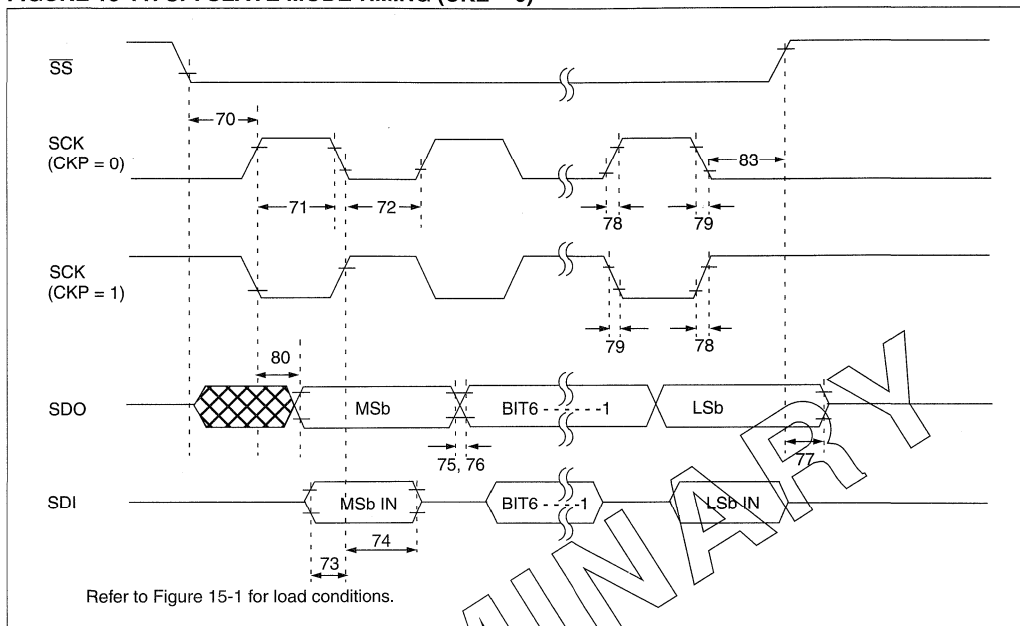 SS
70
SCK
(CKP = 0)
83
71
72
78
79
SCK
(CKP = 1)
79
78
80
SDO
MSb
BIT6 - - - - - -1
LSb
75, 76
77
SDI
MSb IN
BIT6 - - - -1
LSb IN
74
73
Refer to Figure 15-1 for load conditions.
MINARY